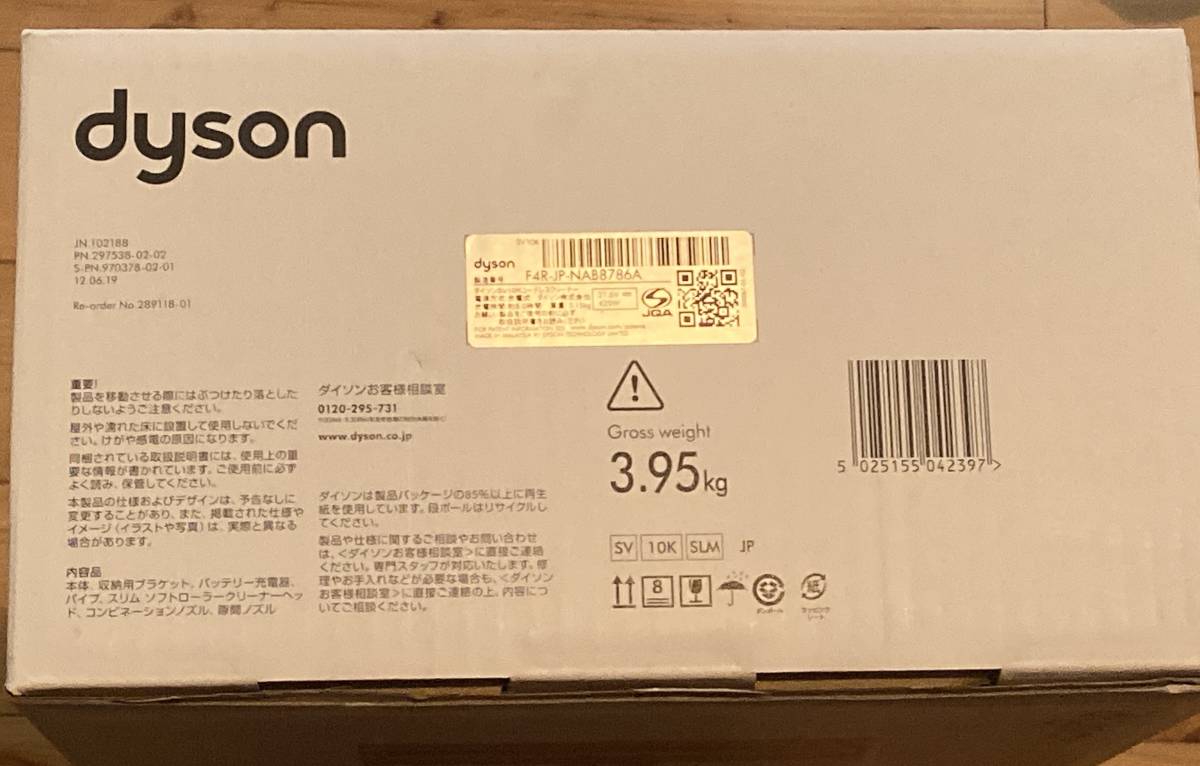 dyson
JN.102188
PN.297538-02-02
S-PN.970378-02-01
12.06.19
Re-order No.289118-01
SV10K
dyson
製造番号 F4R-JP-NAB8786A
JQA
重要!
製品を移動させる際にはぶつけたり落とした
りしないようご注意ください。
屋外や濡れた床に設置して使用しないでくだ
さい。けがや感電の原因になります。
同梱されている取扱説明書には、使用上の重
要な情報が書かれています。ご使用前に必ず
よく読み、保管してください。
本製品の仕様およびデザインは、予告なしに
変更することがあり、また、掲載された仕様や
イメージ(イラストや写真)は、実際と異なる
場合があります。
内容品
本体、収納用ブラケット、バッテリー充電器、
パイプ、スリム ソフトローラークリーナーヘッ
ド、コンビネーションノズル、隙間ノズル
ダイソンお客様相談室
0120-295-731
www.dyson.co.jp
ダイソンは製品パッケージの85%以上に再生
紙を使用しています。段ボールはリサイクルし
てください。
製品や仕様に関するご相談やお問い合わせ
は、<ダイソンお客様相談室>に直接ご連絡
ください。専門スタッフが対応いたします。修
理やお手入れなどが必要な場合も、<ダイソン
お客様相談室>に直接ご連絡の上、内容につ
いてご相談ください。
Gross weight
3.95kg
SV 10K SLM JP
8
ダンボール
5 025155 042397 >